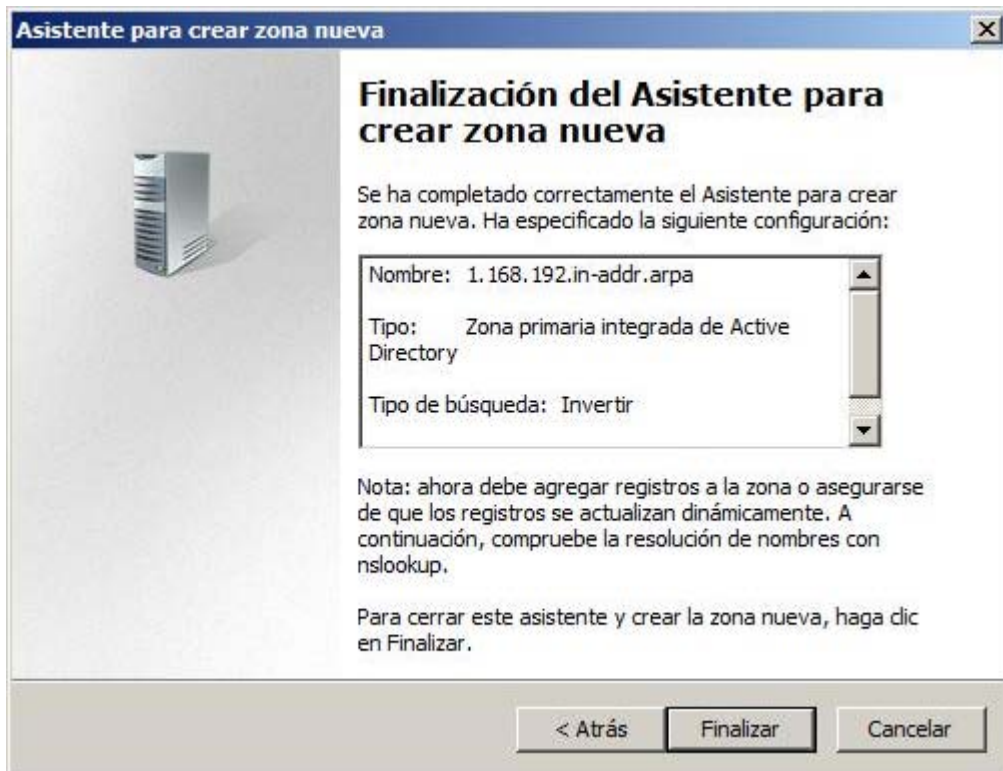 Asistente para crear zona nueva
Finalización del Asistente para
crear zona nueva
Se ha completado correctamente el Asistente para crear
zona nueva. Ha especificado la siguiente configuración:
Nombre: 1.168.192.in-addr.arpa
Tipo: Zona primaria integrada de Active
Directory
Tipo de búsqueda: Invertir
Nota: ahora debe agregar registros a la zona o asegurarse
de que los registros se actualizan dinámicamente. A
continuación, compruebe la resolución de nombres con
nslookup.
Para cerrar este asistente y crear la zona nueva, haga clic
en Finalizar.
< Atrás Finalizar Cancelar